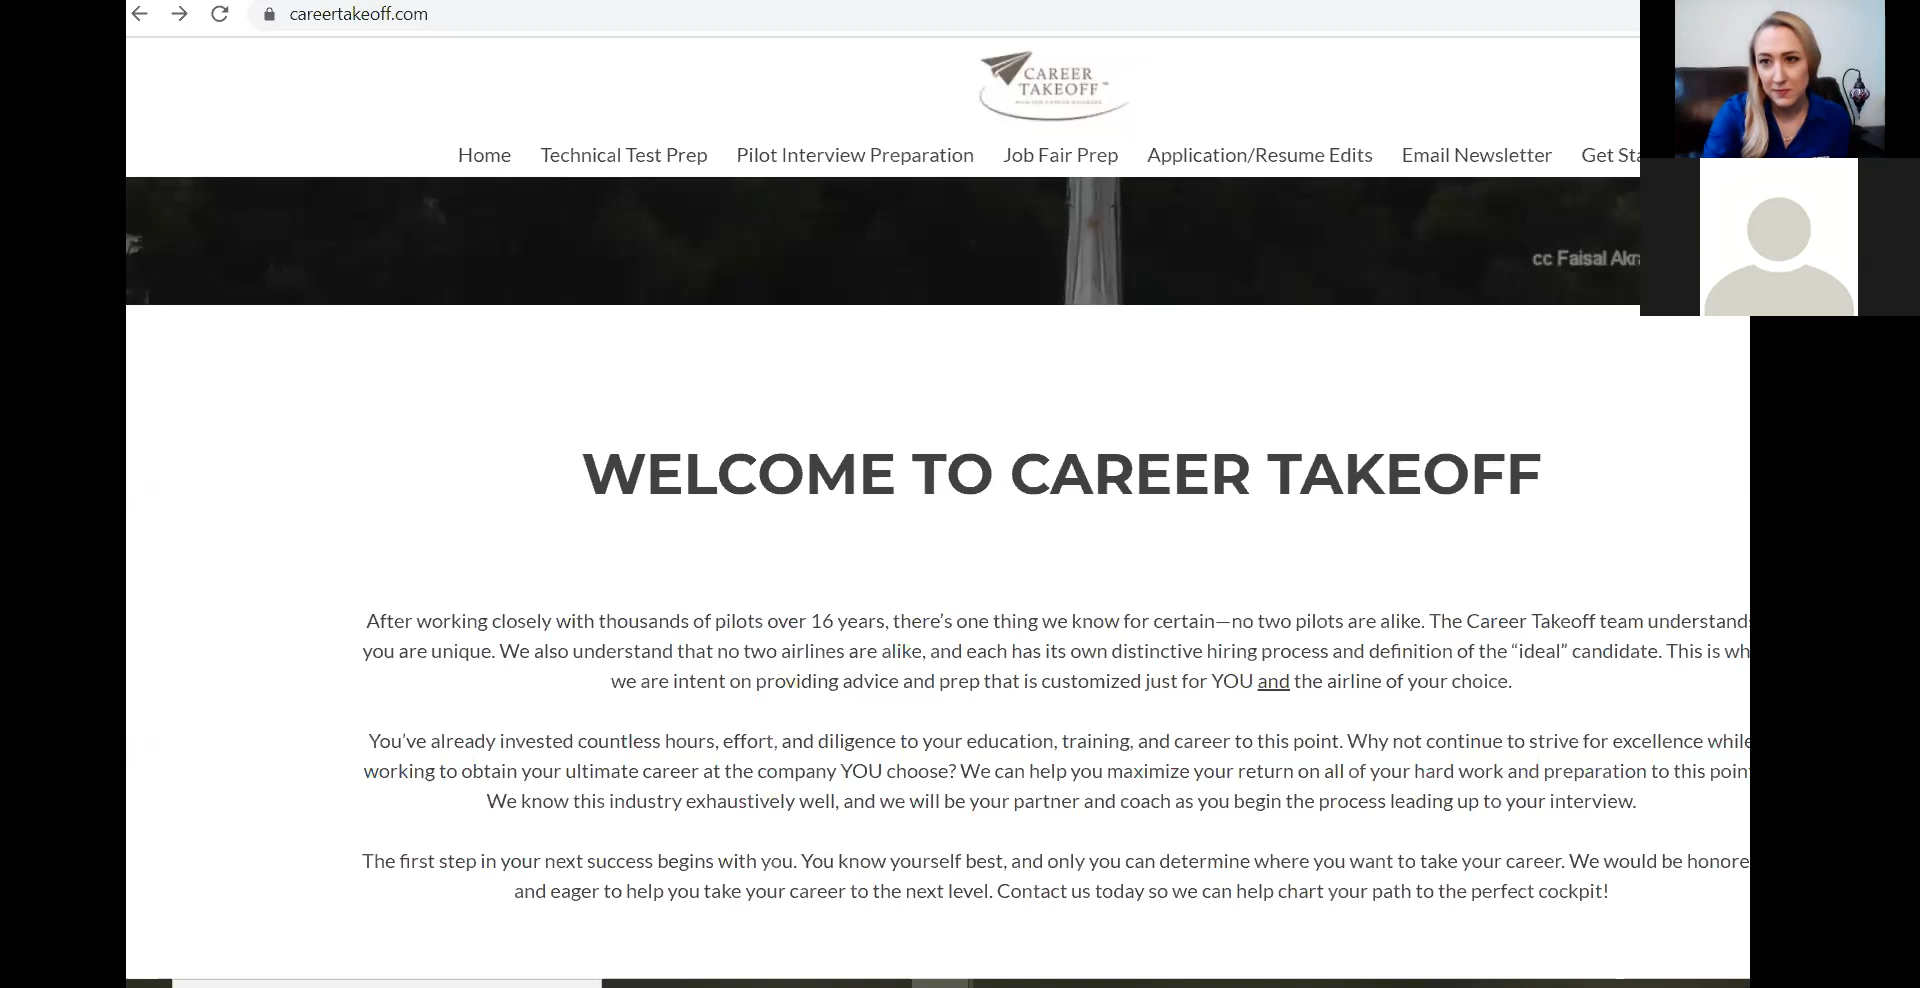 careertakeoff.com
CAREER
TAKEOFF™
Home Technical Test Prep Pilot Interview Preparation Job Fair Prep Application/Resume Edits Email Newsletter Get
cc Faisal
WELCOME TO CAREER TAKEOFF
After working closely with thousands of pilots over 16 years, there’s one thing we know for certain—no two pilots are alike. The Career Takeoff team understands
you are unique. We also understand that no two airlines are alike, and each has its own distinctive hiring process and definition of the “ideal” candidate. This is wh
we are intent on providing advice and prep that is customized just for YOU and the airline of your choice.
You’ve already invested countless hours, effort, and diligence to your education, training, and career to this point. Why not continue to strive for excellence while
working to obtain your ultimate career at the company YOU choose? We can help you maximize your return on all of your hard work and preparation to this point
We know this industry exhaustively well, and we will be your partner and coach as you begin the process leading up to your interview.
The first step in your next success begins with you. You know yourself best, and only you can determine where you want to take your career. We would be honore
and eager to help you take your career to the next level. Contact us today so we can help chart your path to the perfect cockpit!